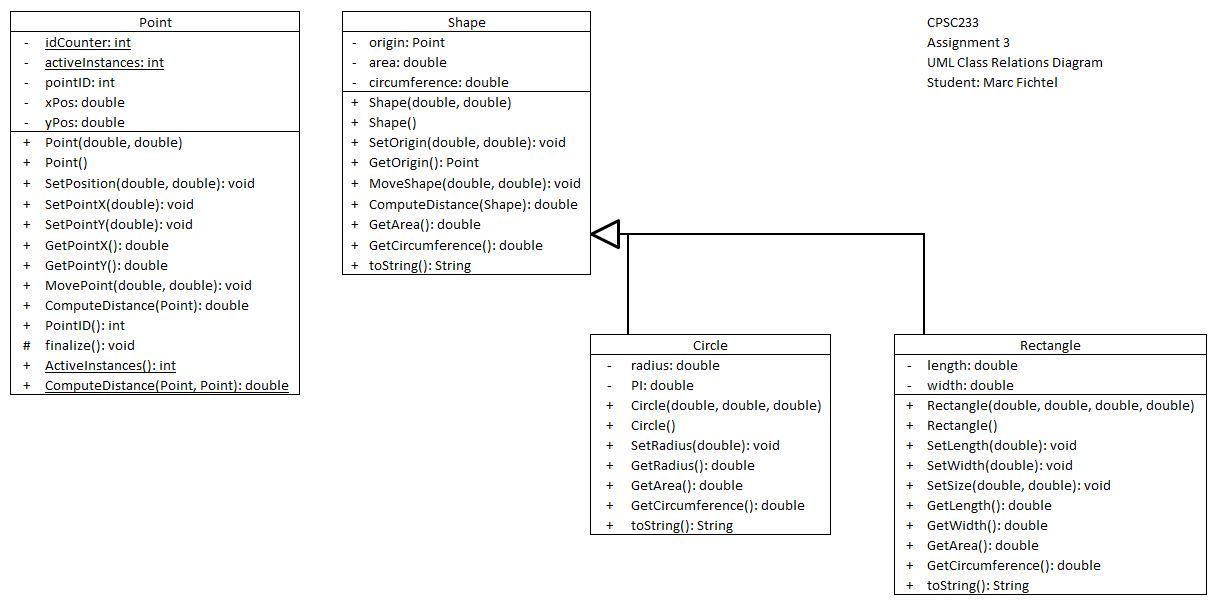 Point
- idCounter: int
- activeInstances: int
- pointID: int
- xPos: double
- yPos: double
+ Point(double, double)
+ Point()
+ SetPosition(double, double): void
+ SetPointX(double): void
+ SetPointY(double): void
+ GetPointX(): double
+ GetPointY(): double
+ MovePoint(double, double): void
+ ComputeDistance(Point): double
+ PointID(): int
# finalize(): void
+ ActiveInstances(): int
+ ComputeDistance(Point, Point): double
Shape
- origin: Point
- area: double
- circumference: double
+ Shape(double, double)
+ Shape()
+ SetOrigin(double, double): void
+ GetOrigin(): Point
+ MoveShape(double, double): void
+ ComputeDistance(Shape): double
+ GetArea(): double
+ GetCircumference(): double
+ toString(): String
CPSC233
Assignment 3
UML Class Relations Diagram
Student: Marc Fichtel
Circle
- radius: double
- PI: double
+ Circle(double, double, double)
+ Circle()
+ SetRadius(double): void
+ GetRadius(): double
+ GetArea(): double
+ GetCircumference(): double
+ toString(): String
Rectangle
- length: double
- width: double
+ Rectangle(double, double, double, double)
+ Rectangle()
+ SetLength(double): void
+ SetWidth(double): void
+ SetSize(double, double): void
+ GetLength(): double
+ GetWidth(): double
+ GetArea(): double
+ GetCircumference(): double
+ toString(): String